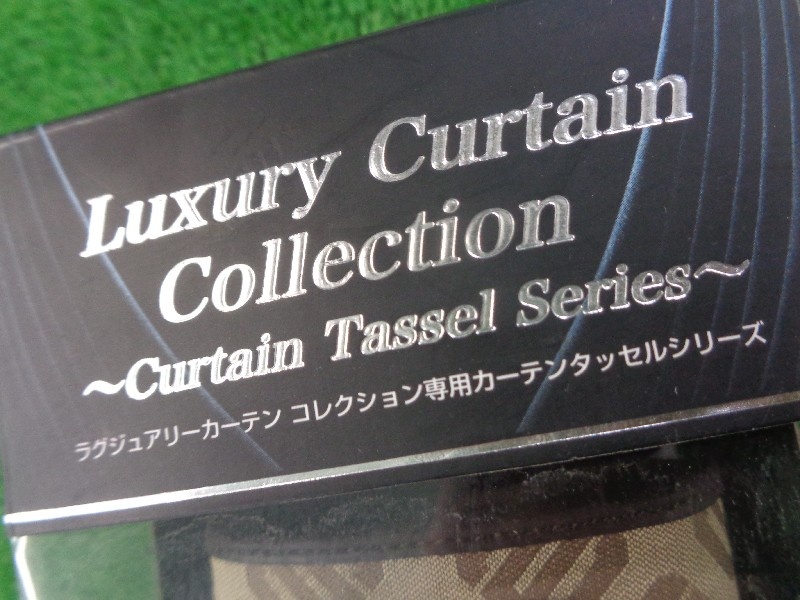 Luxury Curtain
Collection
～Curtain Tassel Series～
ラグジュアリーカーテン コレクション専用カーテンタッセルシリーズ